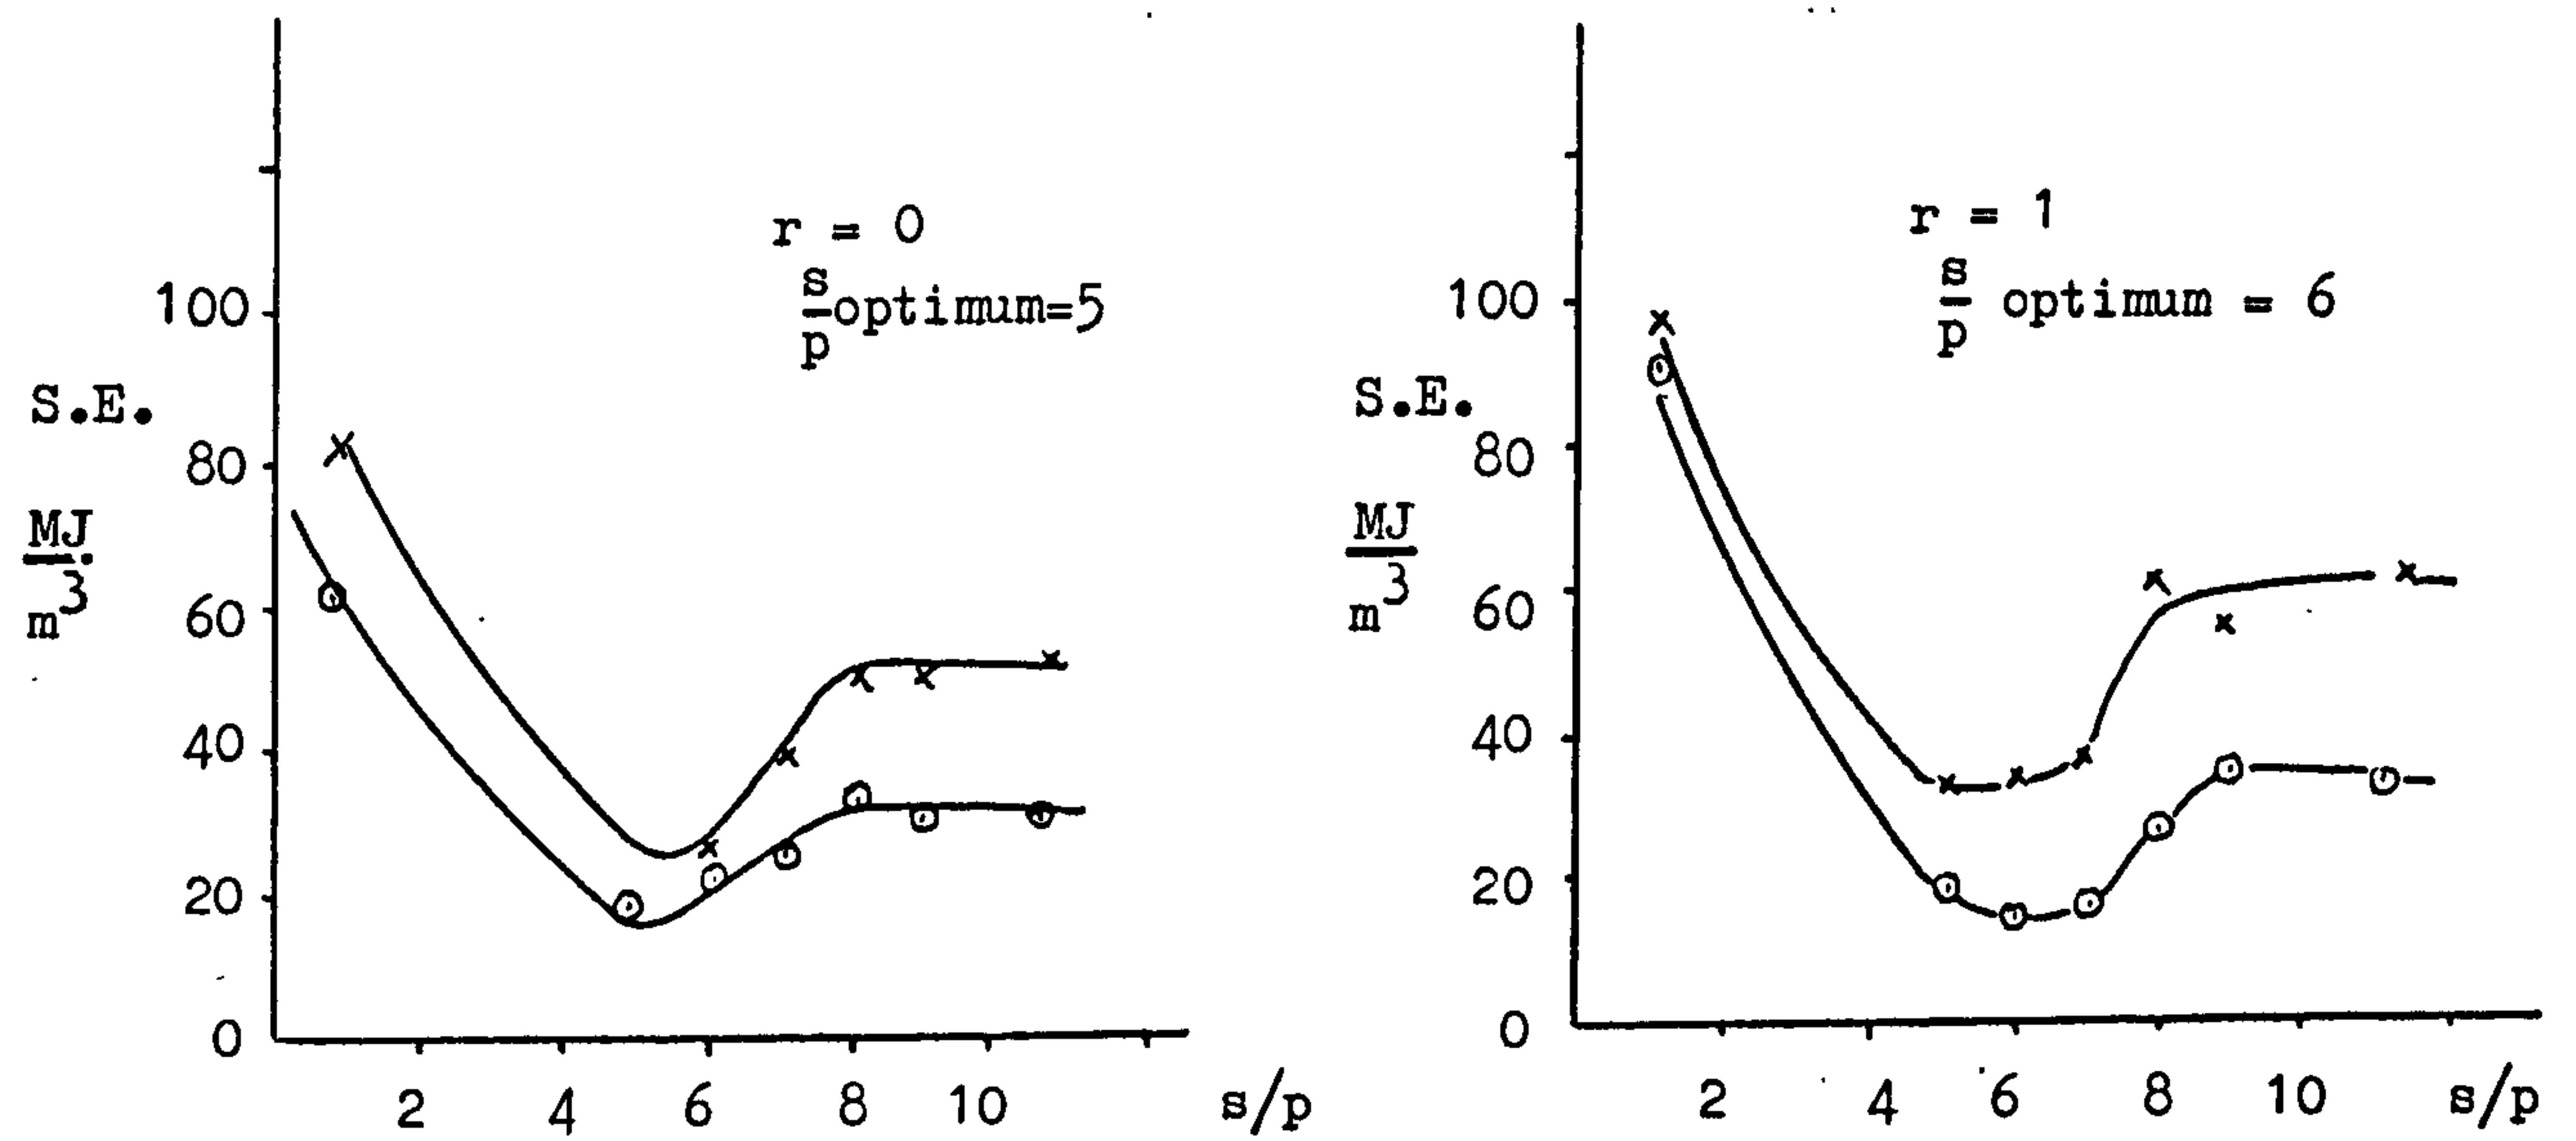 r = 0
s/p optimum=5
100
S.E.
80
MJ/m³
60
40
20
0
2 4 6 8 10 s/p
r = 1
s/p optimum = 6
100
S.E.
80
MJ/m³
60
40
20
0
2 4 6 8 10 s/p